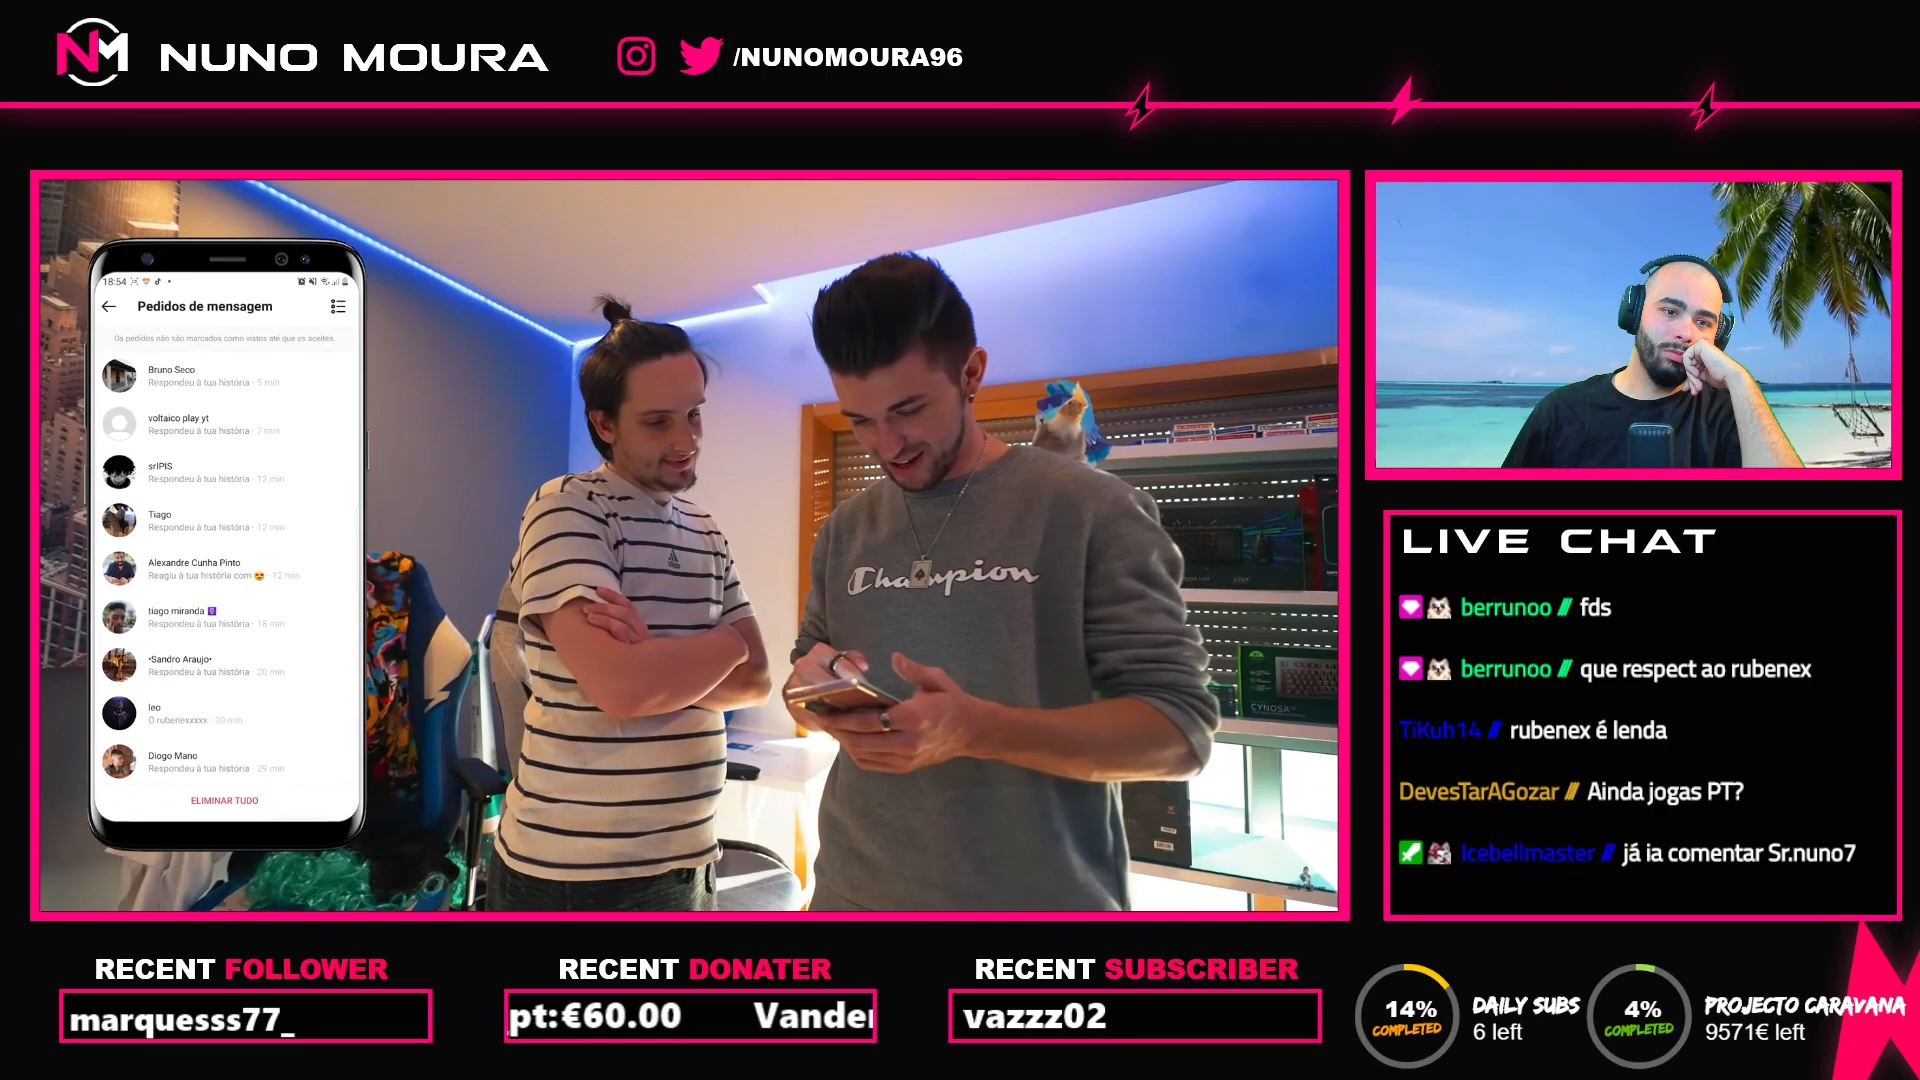 NM
NUNO MOURA
/NUNOMOURA96
18:54
Pedidos de mensagem
Os pedidos não são marcados como vistos até que os aceites.
Bruno Seco
Respondeu à tua história · 5 min
voltaico play yt
Respondeu à tua história · 7 min
srIPIS
Respondeu à tua história · 12 min
Tiago
Respondeu à tua história · 12 min
Alexandre Cunha Pinto
Reagiu à tua história com 😍 · 12 min
tiago miranda
Respondeu à tua história · 18 min
•Sandro Araujo•
Respondeu à tua história · 20 min
leo
O rubenexxxxx · 20 min
Diogo Mano
Respondeu à tua história · 29 min
ELIMINAR TUDO
adidas
Champion
CYNOSA
LIVE CHAT
berrunoo /// fds
berrunoo /// que respect ao rubenex
TiKuh14 /// rubenex é lenda
DevesTarAGozar /// Ainda jogas PT?
Icebellmaster /// já ia comentar Sr.nuno7
RECENT FOLLOWER
marquesss77_
RECENT DONATER
pt:€60.00 Vander
RECENT SUBSCRIBER
vazzz02
14%
COMPLETED
DAILY SUBS
6 left
4%
COMPLETED
PROJECTO CARAVANA
9571€ left